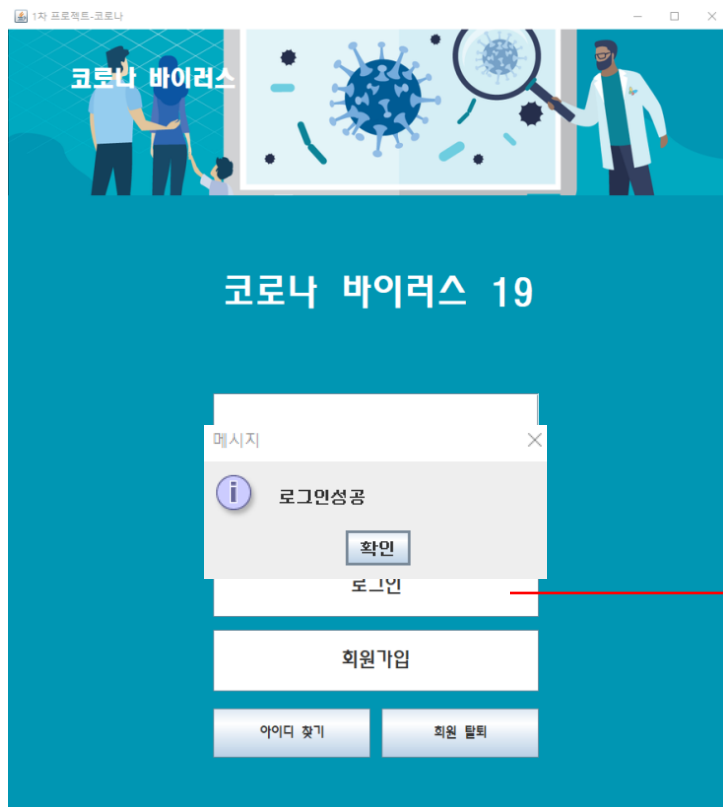 1차 프로젝트-코로나
코로나 바이러스
코로나 바이러스 19
메시지
로그인성공
확인
로그인
회원가입
아이디 찾기
회원 탈퇴